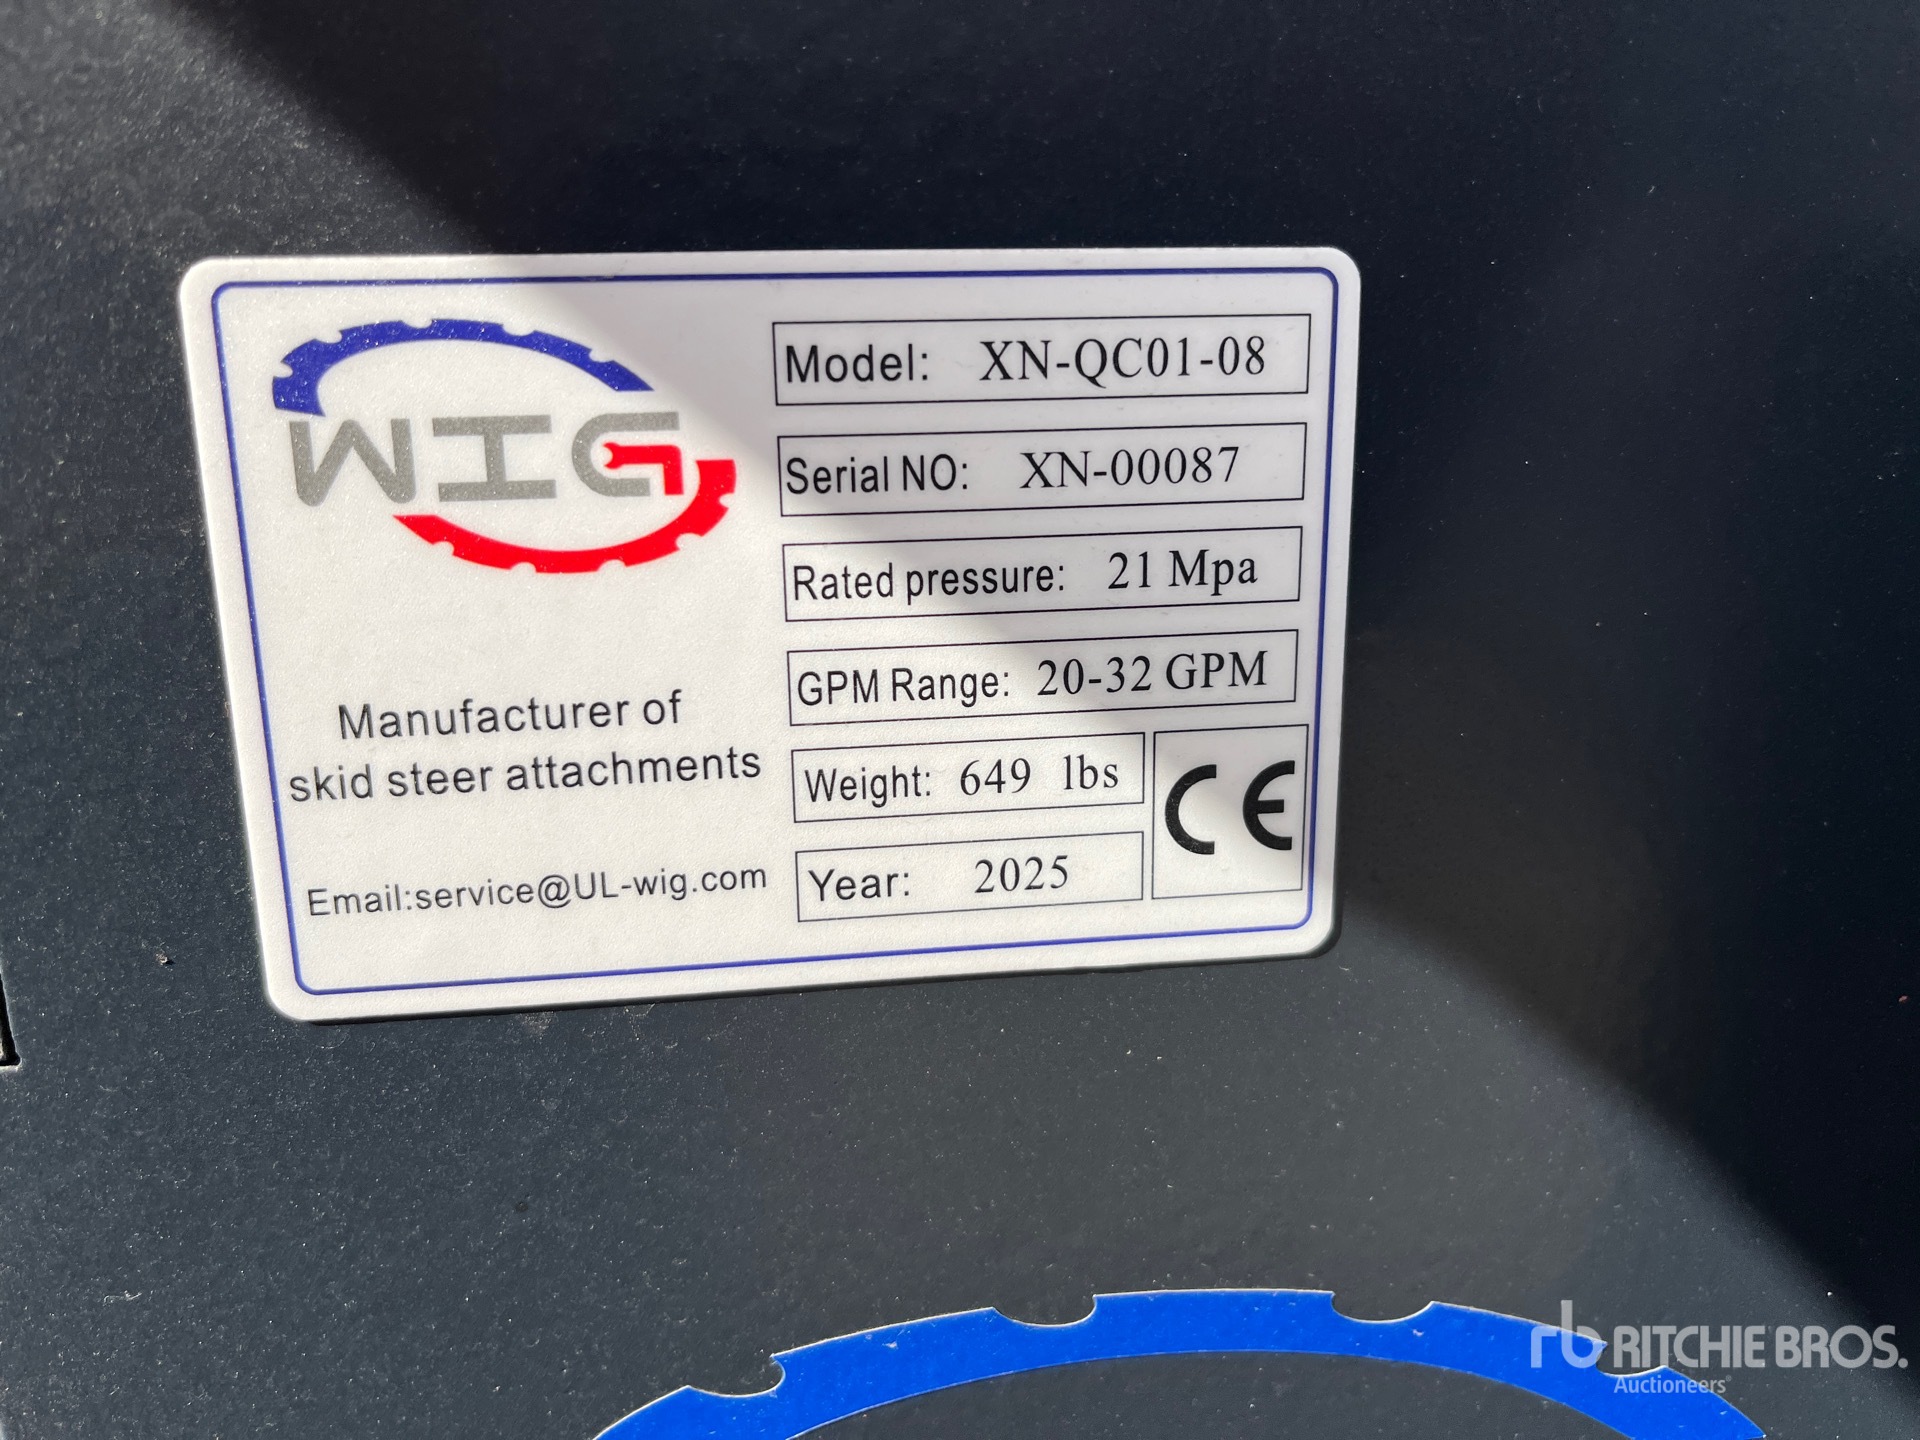 WIG
Manufacturer of
skid steer attachments
Email:service@UL-wig.com
Model: XN-QC01-08
Serial NO: XN-00087
Rated pressure: 21 Mpa
GPM Range: 20-32 GPM
Weight: 649 lbs
Year: 2025
CE
rb RITCHIE BROS.
Auctioneers®